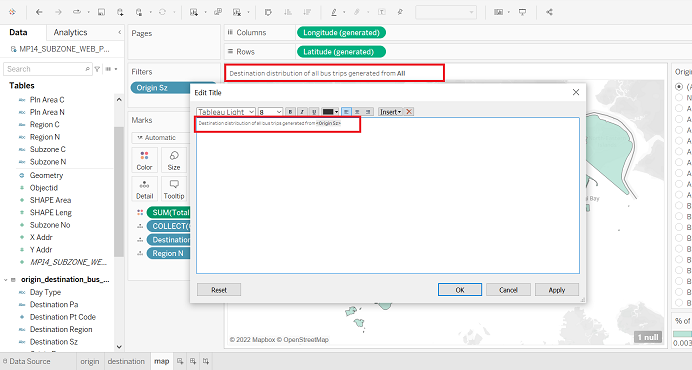 Data
Analytics
MP14_SUBZONE_WEB_P...
Search
Tables
Pln Area C
Pln Area N
Region C
Region N
Subzone C
Subzone N
Geometry
Objectid
SHAPE Area
SHAPE Leng
Subzone No
X Addr
Y Addr
MP14_SUBZONE_WE...
origin_destination_bus_...
Day Type
Destination Pa
Destination Pt Code
Destination Region
Destination Sz
Pages
Filters
Origin Sz
Marks
Automatic
Color
Size
Detail
Tooltip
SUM(Total
COLLECT(
Destination
Region N
Columns
Longitude (generated)
Rows
Latitude (generated)
Destination distribution of all bus trips generated from All
Edit Title
Tableau Light
8
B
I
U
Insert
Destination distribution of all bus trips generated from <Origin Sz>
Reset
OK
Cancel
Apply
Bay
© 2022 Mapbox © OpenStreetMap
1 null
Origin
(A
N
A
A
A
A
A
B
B
B
B
B
B
% of
0.003
Data Source
origin
destination
map